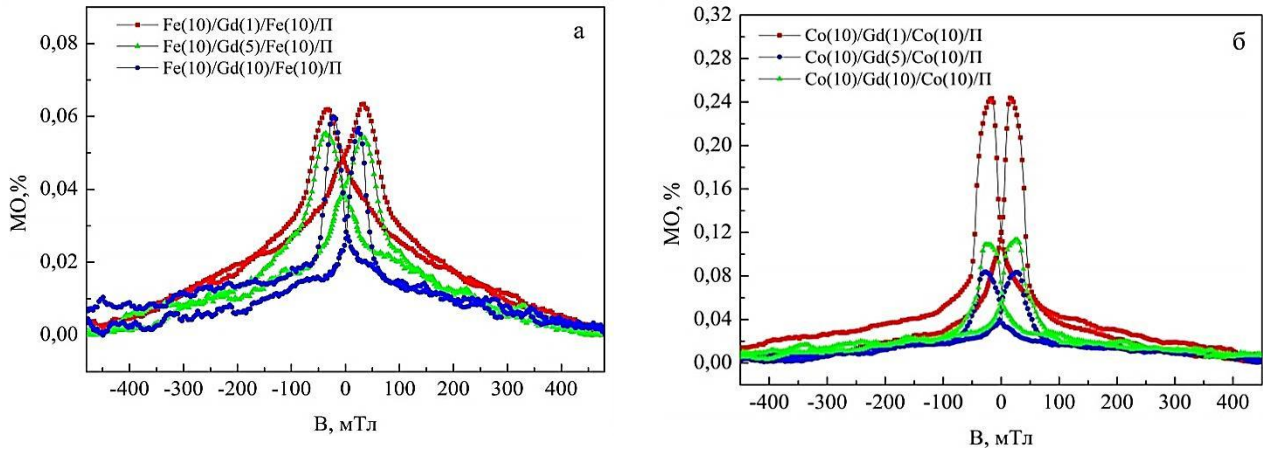 а
Fe(10)/Gd(1)/Fe(10)/П
Fe(10)/Gd(5)/Fe(10)/П
Fe(10)/Gd(10)/Fe(10)/П
МО,%
0,08
0,06
0,04
0,02
0,00
-400 -300 -200 -100 0 100 200 300 400
В, мТл
б
Co(10)/Gd(1)/Co(10)/П
Co(10)/Gd(5)/Co(10)/П
Co(10)/Gd(10)/Co(10)/П
МО, %
0,32
0,28
0,24
0,20
0,16
0,12
0,08
0,04
0,00
-400 -300 -200 -100 0 100 200 300 400
В, мТл